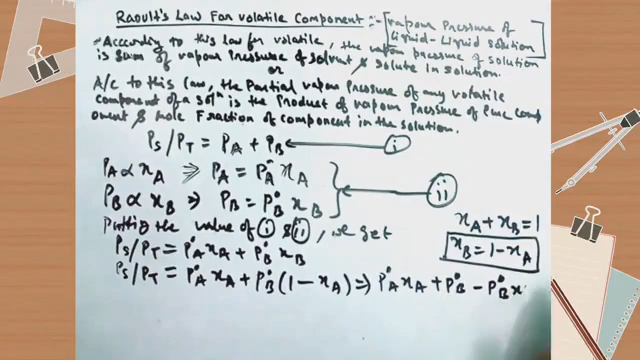 Raoult's Law For Volatile Component :- [vapour Pressure of
liquid-liquid solution]
According to this law for volatile, the vapour pressure of solution
is sum of vapour Pressure of solvent & solute in solution.
or
A/c to this law, the Partial vapour Pressure of any volatile
component of a solⁿ is the Product of vapour Pressure of Pure comp
onent & mole Fraction of component in the solution.
Ps/PT = PA + PB ← (i)
PA ∝ xA ⇒ PA = P°A xA
PB ∝ xB ⇒ PB = P°B xB } ← (ii)
Putting the value of (i) & (ii), we get
xA + xB = 1
xB = 1 - xA
Ps/PT = P°A xA + P°B xB
Ps/PT = P°A xA + P°B (1 - xA) ⇒ P°A xA + P°B - P°B x